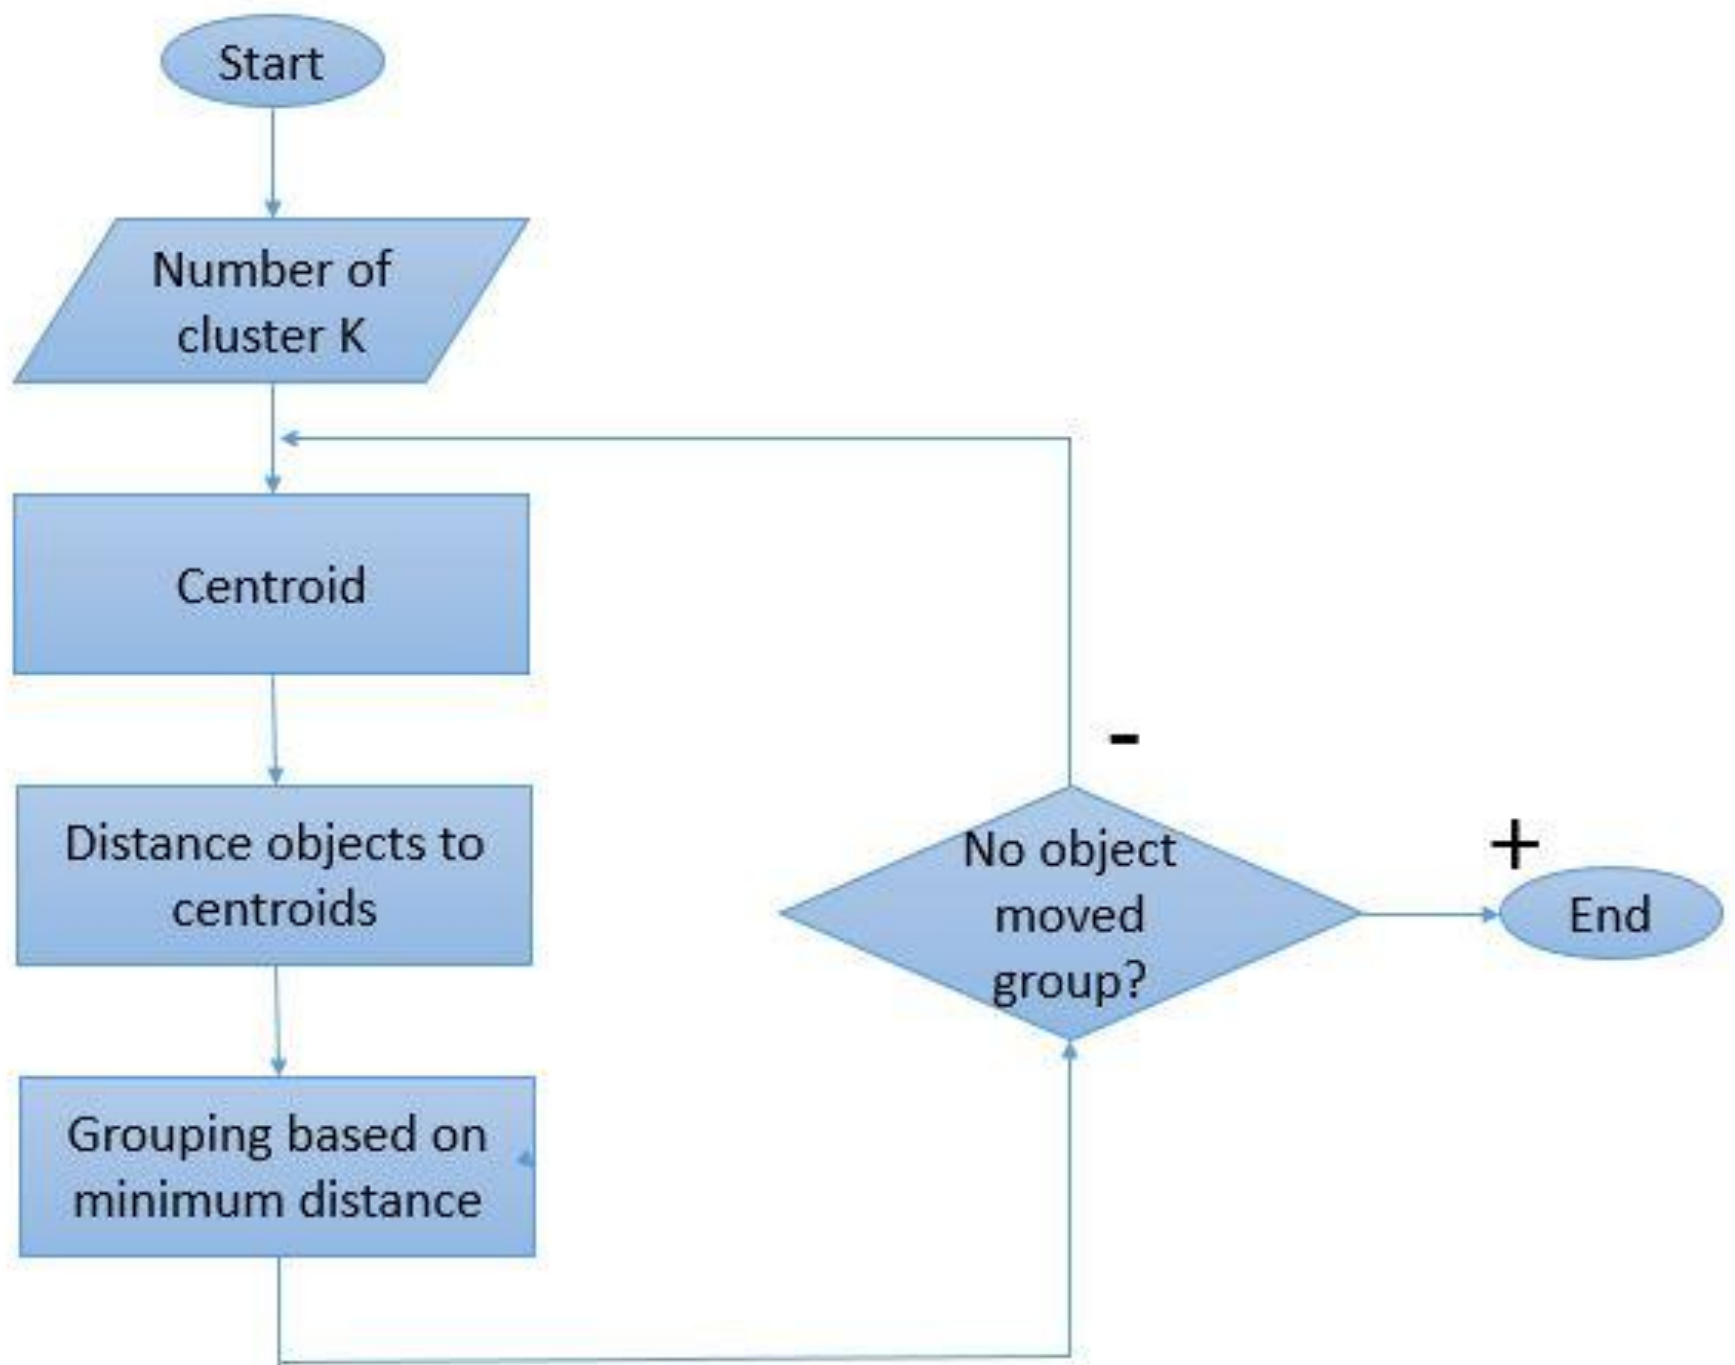 Start
Number of
cluster K
Centroid
Distance objects to
centroids
Grouping based on
minimum distance
-
No object
moved
group?
+
End